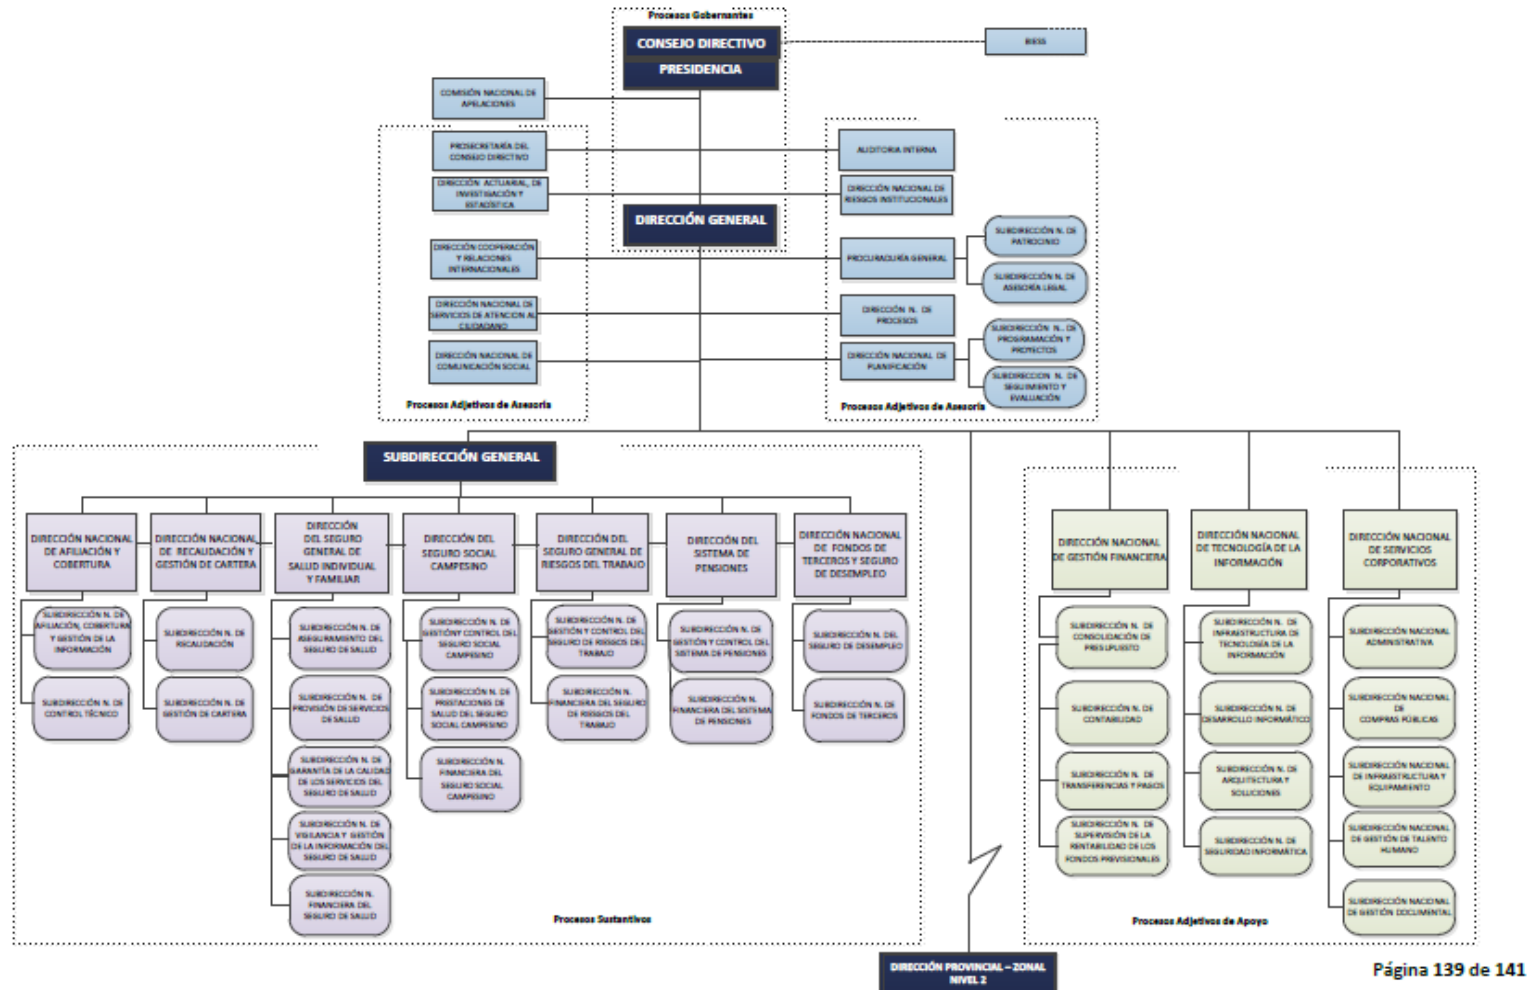 Procesos Gobernantes
CONSEJO DIRECTIVO
PRESIDENCIA
BIESS
COMISIÓN NACIONAL DE
APELACIONES
PROSECRETARÍA DEL
CONSEJO DIRECTIVO
AUDITORIA INTERNA
DIRECCIÓN ACTUARIAL, DE
INVESTIGACIÓN Y
ESTADÍSTICA
DIRECCIÓN NACIONAL DE
RIESGOS INSTITUCIONALES
DIRECCIÓN GENERAL
DIRECCIÓN COOPERACIÓN
Y RELACIONES
INTERNACIONALES
PROCURADURÍA GENERAL
SUBDIRECCIÓN N. DE
PATROCINIO
SUBDIRECCIÓN N. DE
ASESORÍA LEGAL
DIRECCIÓN NACIONAL DE
SERVICIOS DE ATENCION AL
CIUDADANO
DIRECCIÓN N. DE
PROCESOS
DIRECCIÓN NACIONAL DE
COMUNICACIÓN SOCIAL
DIRECCIÓN NACIONAL DE
PLANIFICACIÓN
SUBDIRECCIÓN N.. DE
PROGRAMACIÓN Y
PROYECTOS
SUBDIRECCION N. DE
SEGUIMIENTO Y
EVALUACIÓN
Procesos Adjetivos de Asesoría
Procesos Adjetivos de Asesoría
SUBDIRECCIÓN GENERAL
DIRECCIÓN NACIONAL
DE AFILIACIÓN Y
COBERTURA
DIRECCIÓN NACIONAL
DE RECAUDACIÓN Y
GESTIÓN DE CARTERA
DIRECCIÓN
DEL SEGURO
GENERAL DE
SALUD INDIVIDUAL
Y FAMILIAR
DIRECCIÓN DEL
SEGURO SOCIAL
CAMPESINO
DIRECCIÓN DEL
SEGURO GENERAL DE
RIESGOS DEL TRABAJO
DIRECCIÓN DEL
SISTEMA DE
PENSIONES
DIRECCIÓN NACIONAL
DE FONDOS DE
TERCEROS Y SEGURO
DE DESEMPLEO
DIRECCIÓN NACIONAL
DE GESTIÓN FINANCIERA
DIRECCIÓN NACIONAL
DE TECNOLOGÍA DE LA
INFORMACIÓN
DIRECCIÓN NACIONAL
DE SERVICIOS
CORPORATIVOS
SUBDIRECCIÓN N. DE
AFILIACIÓN, COBERTURA
Y GESTIÓN DE LA
INFORMACIÓN
SUBDIRECCIÓN N. DE
CONTROL TÉCNICO
SUBDIRECCIÓN N. DE
RECAUDACIÓN
SUBDIRECCIÓN N. DE
GESTIÓN DE CARTERA
SUBDIRECCIÓN N. DE
ASEGURAMIENTO DEL
SEGURO DE SALUD
SUBDIRECCIÓN N. DE
PROVISIÓN DE SERVICIOS
DE SALUD
SUBDIRECCIÓN N. DE
GARANTÍA DE LA CALIDAD
DE LOS SERVICIOS DEL
SEGURO DE SALUD
SUBDIRECCIÓN N. DE
VIGILANCIA Y GESTIÓN
DE LA INFORMACIÓN DEL
SEGURO DE SALUD
SUBDIRECCIÓN N.
FINANCIERA DEL
SEGURO DE SALUD
SUBDIRECCIÓN N. DE
GESTIÓNY CONTROL DEL
SEGURO SOCIAL
CAMPESINO
SUBDIRECCIÓN N. DE
PRESTACIONES DE
SALUD DEL SEGURO
SOCIAL CAMPESINO
SUBDIRECCIÓN N.
FINANCIERA DEL
SEGURO SOCIAL
CAMPESINO
SUBDIRECCIÓN N. DE
GESTIÓN Y CONTROL DEL
SEGURO DE RIESGOS DEL
TRABAJO
SUBDIRECCIÓN N.
FINANCIERA DEL SEGURO
DE RIESGOS DEL
TRABAJO
SUBDIRECCIÓN N. DE
GESTIÓN Y CONTROL DEL
SISTEMA DE PENSIONES
SUBDIRECCIÓN N.
FINANCIERA DEL SISTEMA
DE PENSIONES
SUBDIRECCIÓN N. DEL
SEGURO DE DESEMPLEO
SUBDIRECCIÓN N. DE
FONDOS DE TERCEROS
SUBDIRECCIÓN N. DE
CONSOLIDACIÓN DE
PRESUPUESTO
SUBDIRECCIÓN N. DE
CONTABILIDAD
SUBDIRECCIÓN N. DE
TRANSFERENCIAS Y PAGOS
SUBDIRECCIÓN N. DE
SUPERVISIÓN DE LA
RENTABILIDAD DE LOS
FONDOS PREVISIONALES
SUBDIRECCIÓN N. DE
INFRAESTRUCTURA DE
TECNOLOGÍA DE LA
INFORMACIÓN
SUBDIRECCIÓN N. DE
DESARROLLO INFORMÁTICO
SUBDIRECCIÓN N. DE
ARQUITECTURA Y
SOLUCIONES
SUBDIRECCIÓN N. DE
SEGURIDAD INFORMÁTICA
SUBDIRECCIÓN NACIONAL
ADMINISTRATIVA
SUBDIRECCIÓN NACIONAL
DE
COMPRAS PÚBLICAS
SUBDIRECCIÓN NACIONAL
DE INFRAESTRUCTURA Y
EQUIPAMIENTO
SUBDIRECCIÓN NACIONAL
DE GESTIÓN DE TALENTO
HUMANO
SUBDIRECCIÓN NACIONAL
DE GESTIÓN DOCUMENTAL
Procesos Sustantivos
Procesos Adjetivos de Apoyo
DIRECCIÓN PROVINCIAL – ZONAL
NIVEL 2
Página 139 de 141